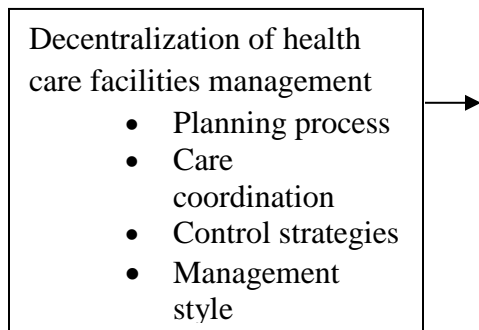 Decentralization of health
care facilities management
• Planning process
• Care
coordination
• Control strategies
• Management
style